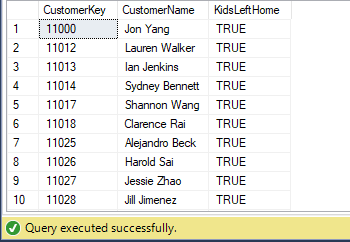 CustomerKey CustomerName KidsLeftHome
1 11000 Jon Yang TRUE
2 11012 Lauren Walker TRUE
3 11013 Ian Jenkins TRUE
4 11014 Sydney Bennett TRUE
5 11017 Shannon Wang TRUE
6 11018 Clarence Rai TRUE
7 11025 Alejandro Beck TRUE
8 11026 Harold Sai TRUE
9 11027 Jessie Zhao TRUE
10 11028 Jill Jimenez TRUE
Query executed successfully.